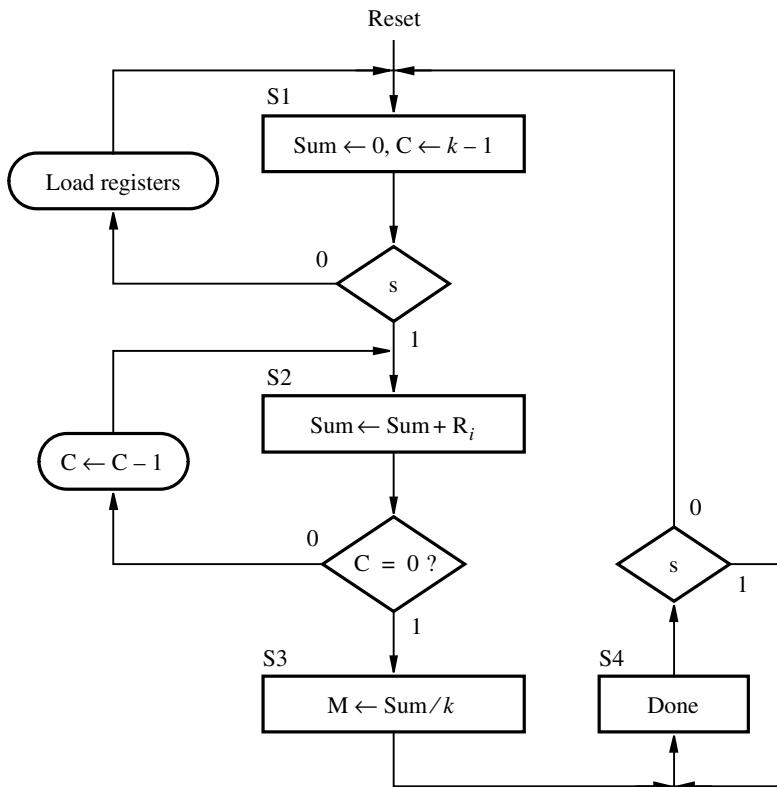 Reset
S1
Sum ← 0, C ← k – 1
Load registers
0
s
1
S2
Sum ← Sum + Rᵢ
C ← C – 1
0
C = 0 ?
1
0
s
1
S3
M ← Sum ⁄ k
S4
Done